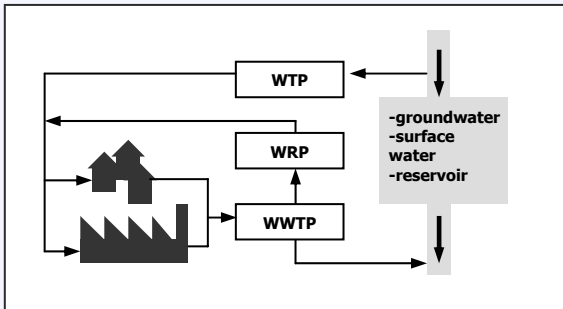 WTP
-groundwater
-surface
water
-reservoir
WRP
WWTP